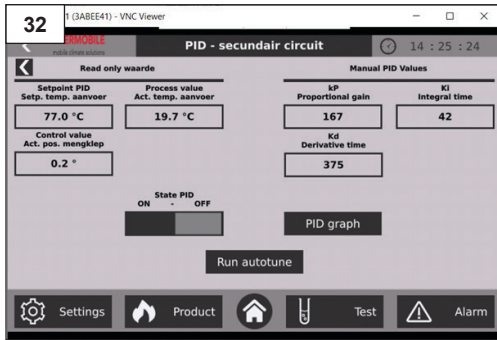 32
1 (3ABEE41) - VNC Viewer
ERMOBILE
mobile climate solutions
PID - secundair circuit
14 : 25 : 24
Read only waarde
Manual PID Values
Setpoint PID
Setp. temp. aanvoer
Process value
Act. temp. aanvoer
kP
Proportional gain
Ki
Integral time
77.0 °C
19.7 °C
167
42
Control value
Act. pos. mengklep
Kd
Derivative time
0.2 °
375
State PID
ON - OFF
PID graph
Run autotune
Settings
Product
Test
Alarm